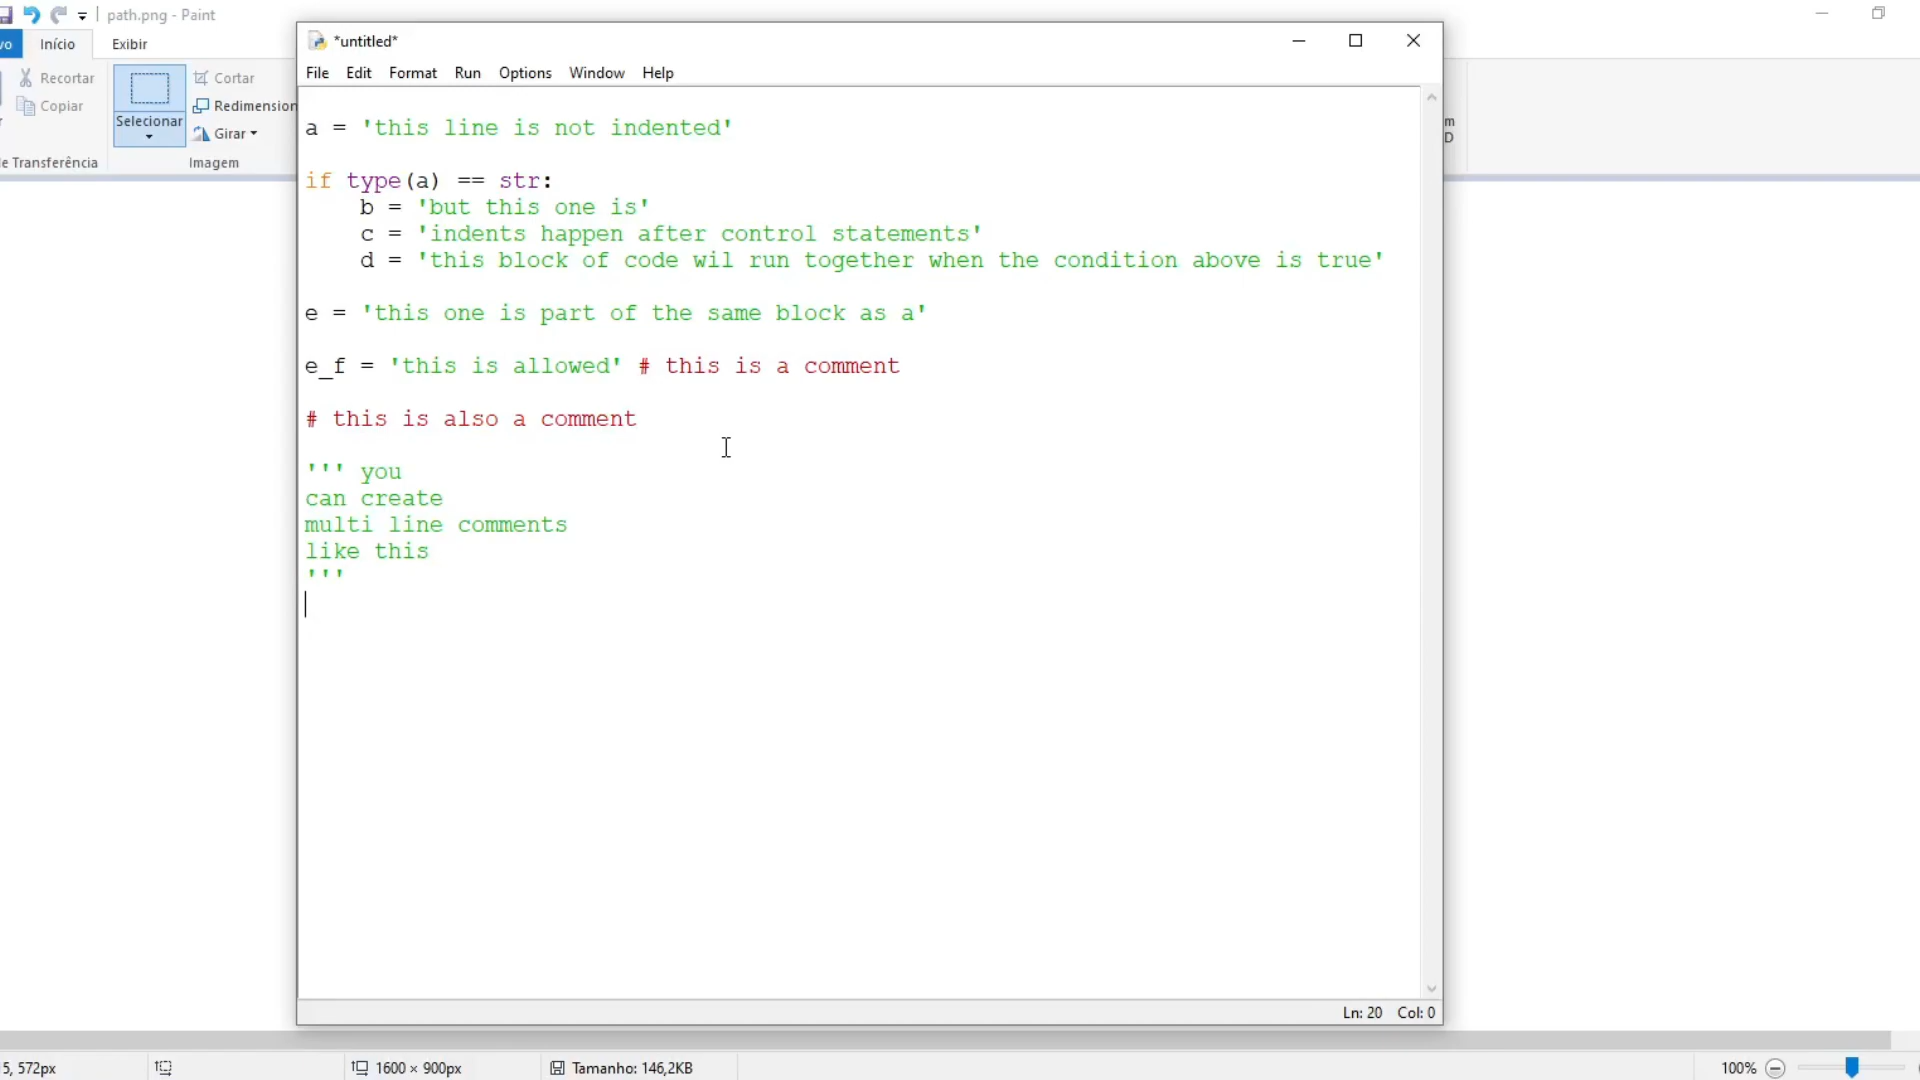 path.png - Paint
vo Início Exibir
Recortar
Copiar
Selecionar
Cortar
Redimension
Girar
e Transferência
Imagem
*untitled*
File Edit Format Run Options Window Help
a = 'this line is not indented'
if type(a) == str:
b = 'but this one is'
c = 'indents happen after control statements'
d = 'this block of code wil run together when the condition above is true'
e = 'this one is part of the same block as a'
e_f = 'this is allowed' # this is a comment
# this is also a comment
''' you
can create
multi line comments
like this
'''
Ln: 20 Col: 0
m
D
5, 572px
1600 × 900px
Tamanho: 146,2KB
100%